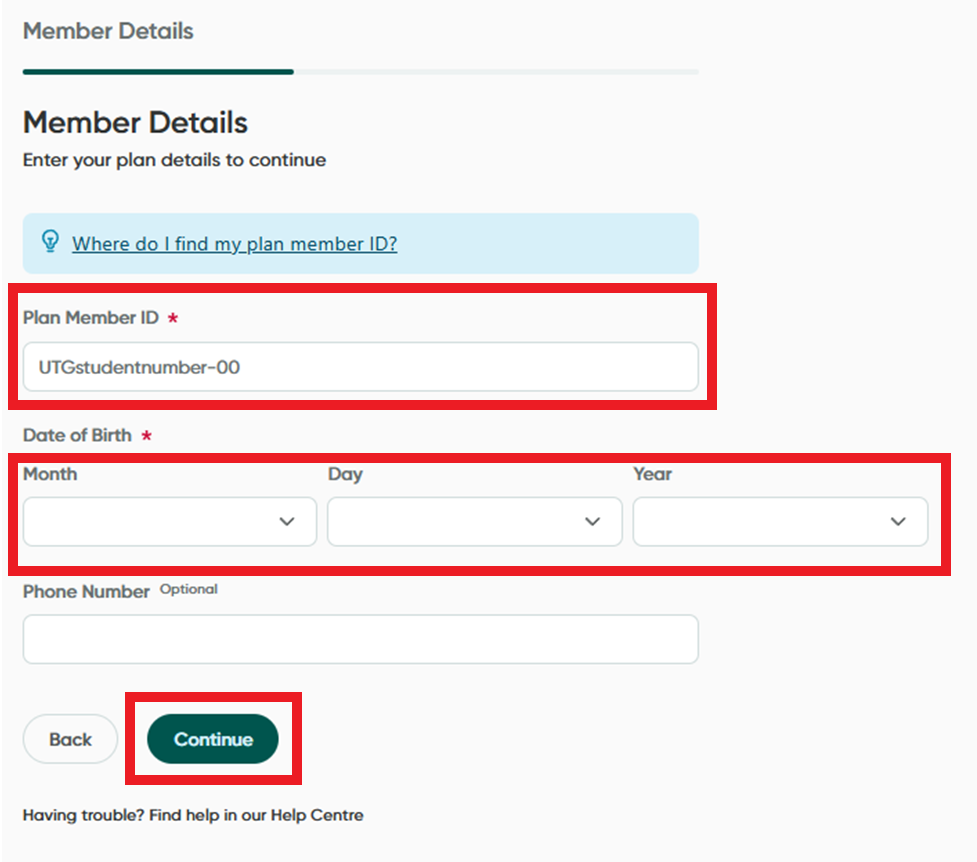 Member Details
Member Details
Enter your plan details to continue
Where do I find my plan member ID?
Plan Member ID *
UTGstudentnumber-00
Date of Birth *
Month Day Year
Phone Number Optional
Back Continue
Having trouble? Find help in our Help Centre